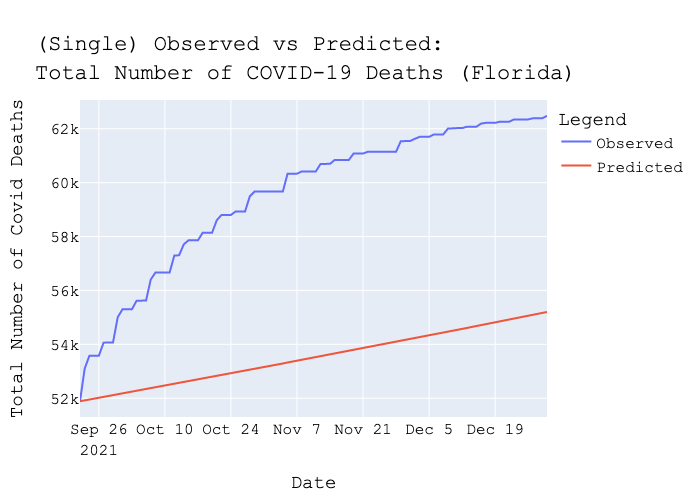 (Single) Observed vs Predicted:
Total Number of COVID-19 Deaths (Florida)
Total Number of Covid Deaths
62k
60k
58k
56k
54k
52k
Sep 26 Oct 10 Oct 24 Nov 7 Nov 21 Dec 5 Dec 19
2021
Date
Legend
Observed
Predicted